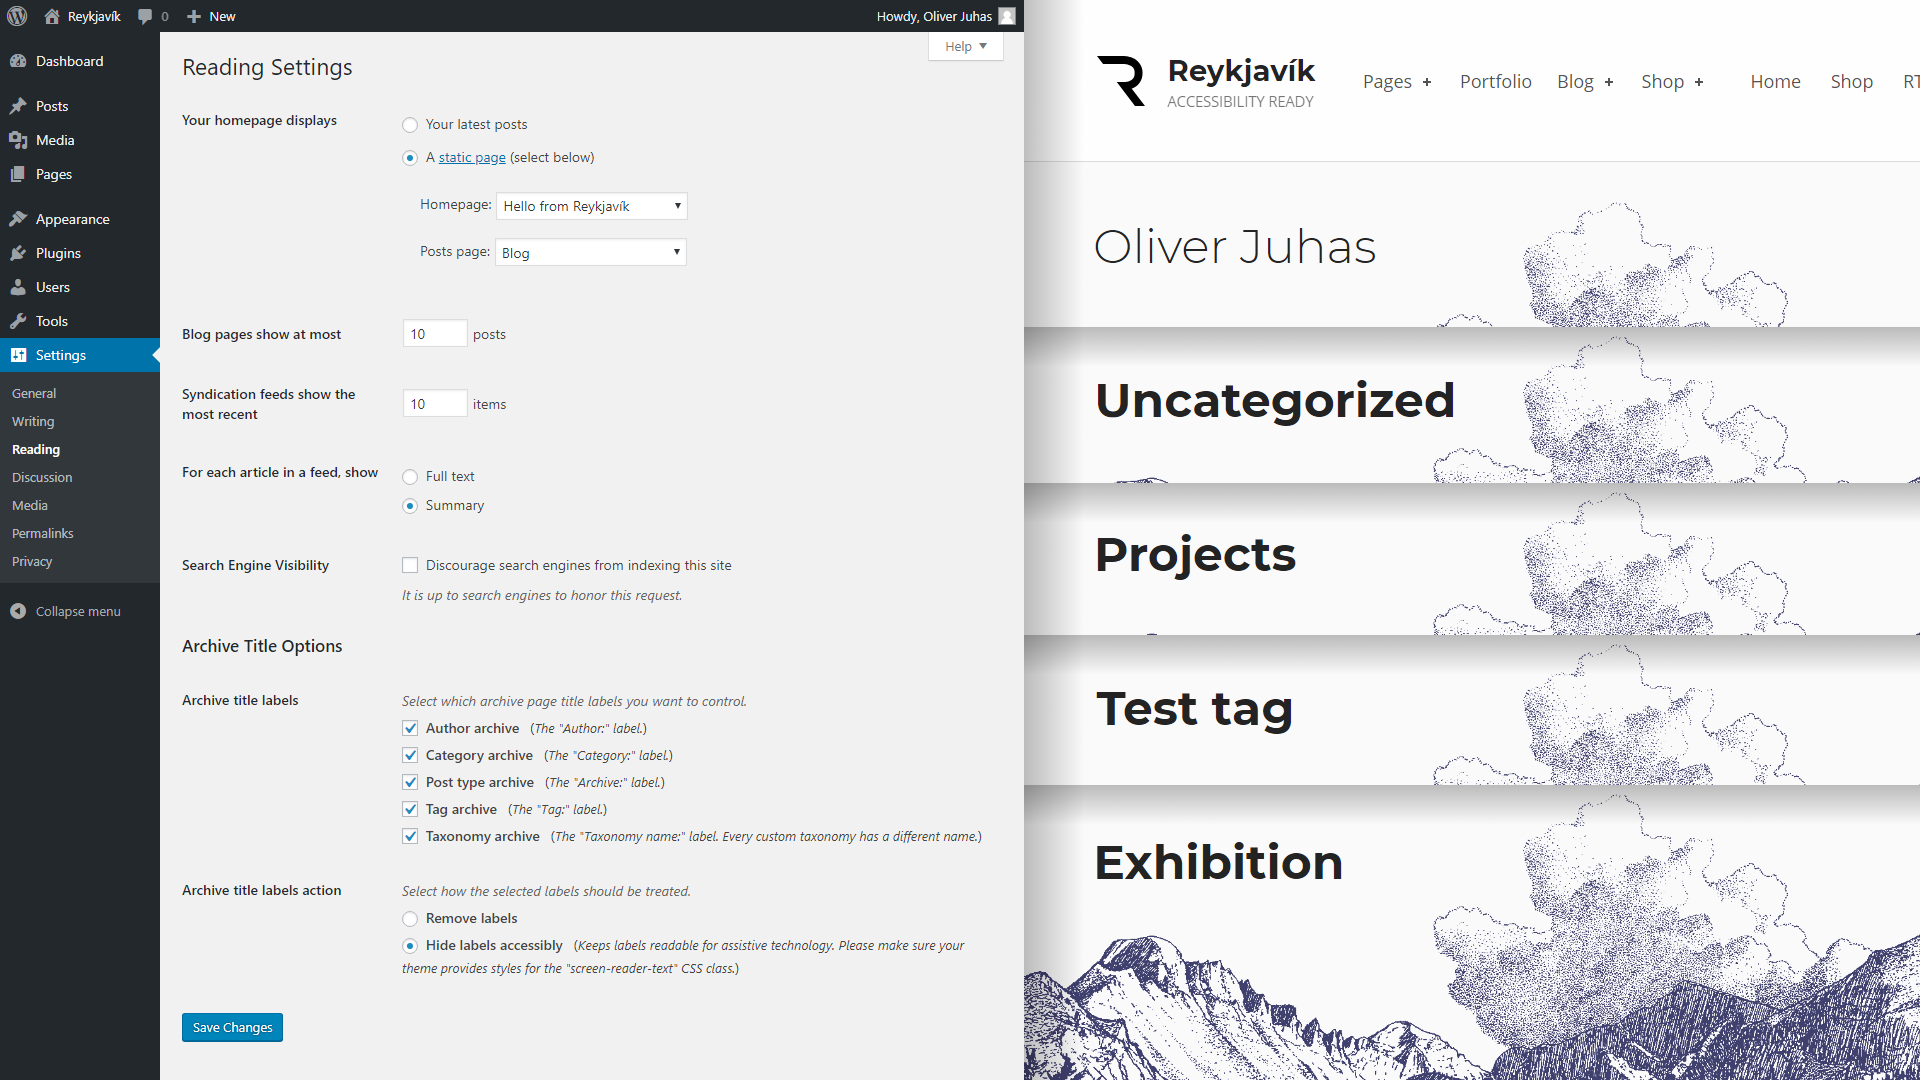 Reykjavík 0 New Howdy, Oliver Juhas
Dashboard
Posts
Media
Pages
Appearance
Plugins
Users
Tools
Settings
General
Writing
Reading
Discussion
Media
Permalinks
Privacy
Collapse menu
Help
Reading Settings
Your homepage displays
Your latest posts
A static page (select below)
Homepage: Hello from Reykjavík
Posts page: Blog
Blog pages show at most 10 posts
Syndication feeds show the
most recent
10 items
For each article in a feed, show
Full text
Summary
Search Engine Visibility
Discourage search engines from indexing this site
It is up to search engines to honor this request.
Archive Title Options
Archive title labels
Select which archive page title labels you want to control.
Author archive (The "Author:" label.)
Category archive (The "Category:" label.)
Post type archive (The "Archive:" label.)
Tag archive (The "Tag:" label.)
Taxonomy archive (The "Taxonomy name:" label. Every custom taxonomy has a different name.)
Archive title labels action
Select how the selected labels should be treated.
Remove labels
Hide labels accessibly (Keeps labels readable for assistive technology. Please make sure your
theme provides styles for the "screen-reader-text" CSS class.)
Save Changes
Reykjavík
ACCESSIBILITY READY
Pages + Portfolio Blog + Shop + Home Shop RT
Oliver Juhas
Uncategorized
Projects
Test tag
Exhibition